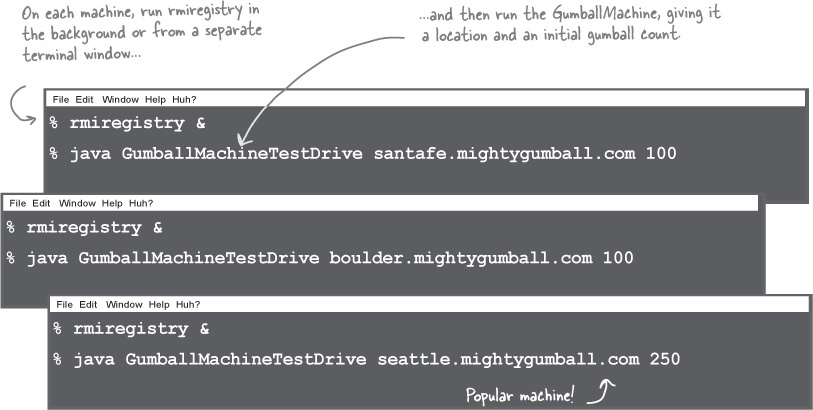 On each machine, run rmiregistry in
the background or from a separate
terminal window...
...and then run the GumballMachine, giving it
a location and an initial gumball count.
File Edit Window Help Huh?
% rmiregistry &
% java GumballMachineTestDrive santafe.mightygumball.com 100
File Edit Window Help Huh?
% rmiregistry &
% java GumballMachineTestDrive boulder.mightygumball.com 100
File Edit Window Help Huh?
% rmiregistry &
% java GumballMachineTestDrive seattle.mightygumball.com 250
Popular machine!